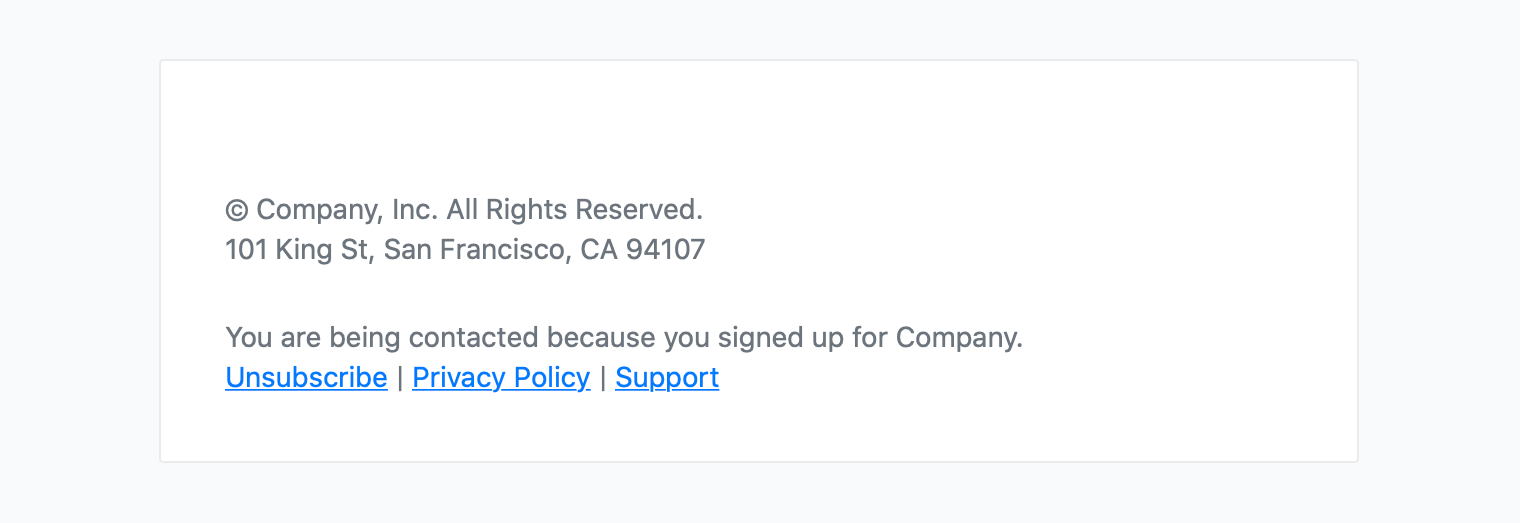 © Company, Inc. All Rights Reserved.
101 King St, San Francisco, CA 94107
You are being contacted because you signed up for Company.
Unsubscribe | Privacy Policy | Support